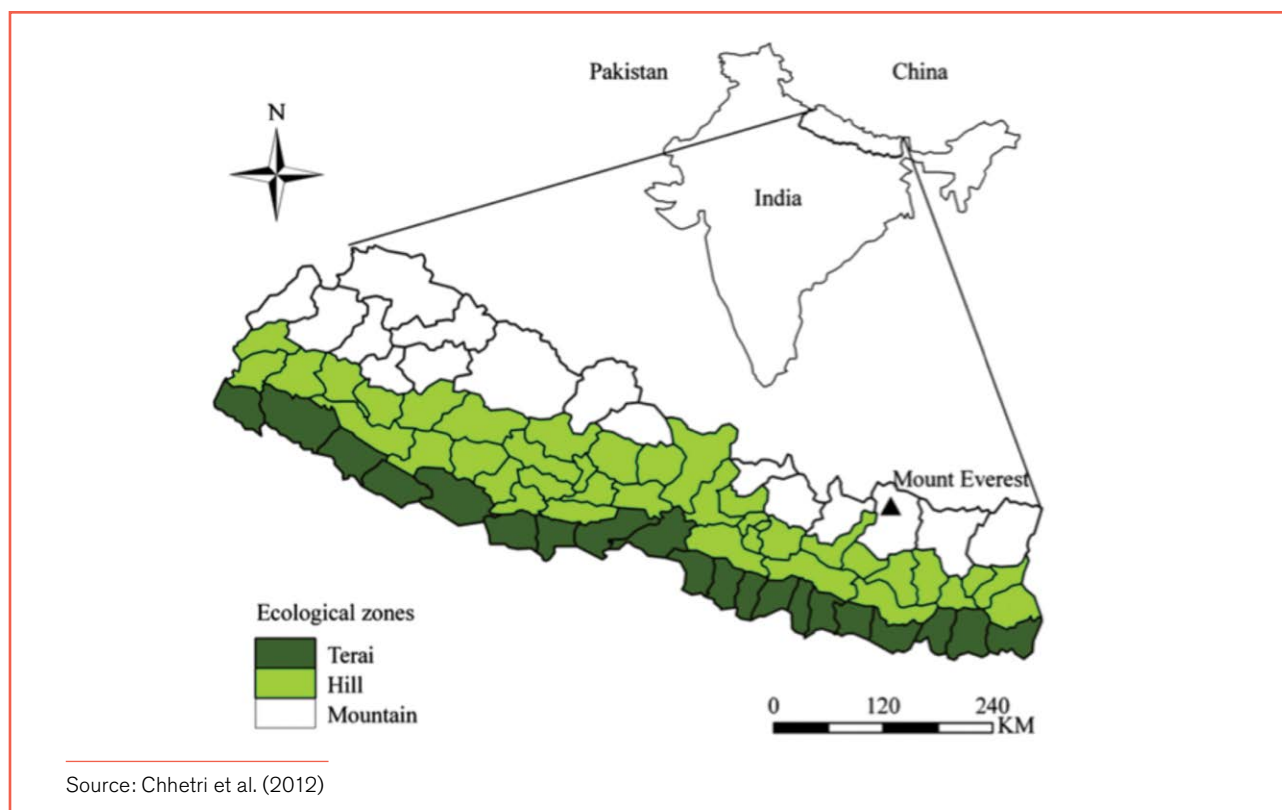 Pakistan
China
N
India
Mount Everest
Ecological zones
Terai
Hill
Mountain
0 120 240
KM
Source: Chhetri et al. (2012)